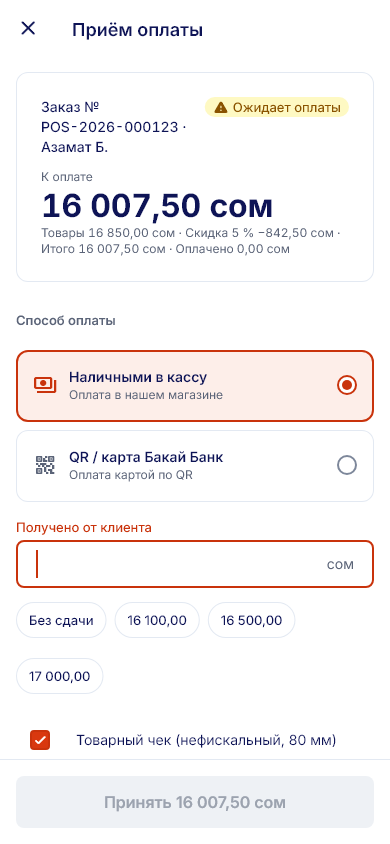 Приём оплаты
Заказ №
POS-2026-000123 ·
Азамат Б.
Ожидает оплаты
К оплате
16 007,50 сом
Товары 16 850,00 сом · Скидка 5 % −842,50 сом ·
Итого 16 007,50 сом · Оплачено 0,00 сом
Способ оплаты
Наличными в кассу
Оплата в нашем магазине
QR / карта Бакай Банк
Оплата картой по QR
Получено от клиента
сом
Без сдачи
16 100,00
16 500,00
17 000,00
Товарный чек (нефискальный, 80 мм)
Принять 16 007,50 сом